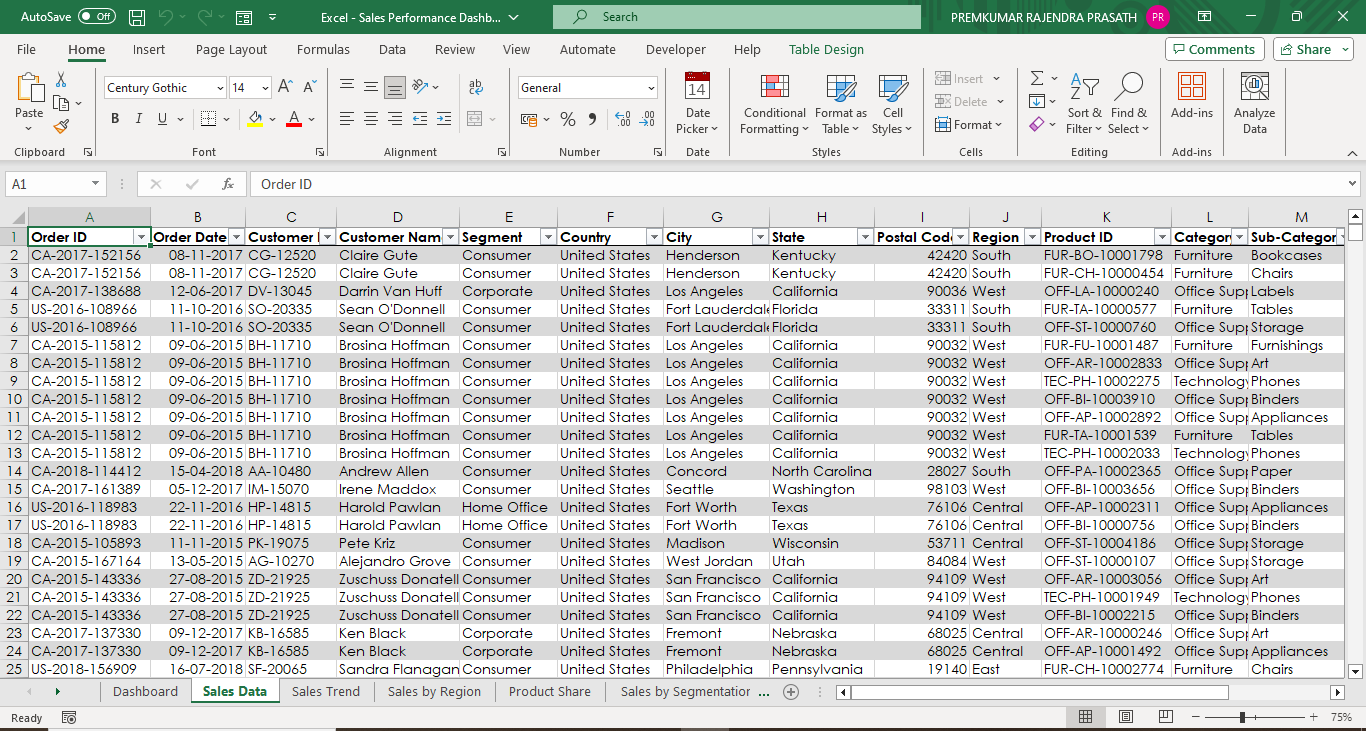 AutoSave Off Excel - Sales Performance Dashb... Search PREMKUMAR RAJENDRA PRASATH PR
File Home Insert Page Layout Formulas Data Review View Automate Developer Help Table Design Comments Share
Paste Century Gothic 14 A A ab General 14 Date Picker Conditional Formatting Format as Table Cell Styles Insert Delete Format Sort & Filter Find & Select Add-ins Analyze Data
B I U A % 9 .00 .00
Clipboard Font Alignment Number Date Styles Cells Editing Add-ins
A1 fx Order ID
A B C D E F G H I J K L M
1 Order ID Order Date Customer I Customer Nam Segment Country City State Postal Code Region Product ID Category Sub-Categor
2 CA-2017-152156 08-11-2017 CG-12520 Claire Gute Consumer United States Henderson Kentucky 42420 South FUR-BO-10001798 Furniture Bookcases
3 CA-2017-152156 08-11-2017 CG-12520 Claire Gute Consumer United States Henderson Kentucky 42420 South FUR-CH-10000454 Furniture Chairs
4 CA-2017-138688 12-06-2017 DV-13045 Darrin Van Huff Corporate United States Los Angeles California 90036 West OFF-LA-10000240 Office Supp Labels
5 US-2016-108966 11-10-2016 SO-20335 Sean O'Donnell Consumer United States Fort Lauderdale Florida 33311 South FUR-TA-10000577 Furniture Tables
6 US-2016-108966 11-10-2016 SO-20335 Sean O'Donnell Consumer United States Fort Lauderdale Florida 33311 South OFF-ST-10000760 Office Supp Storage
7 CA-2015-115812 09-06-2015 BH-11710 Brosina Hoffman Consumer United States Los Angeles California 90032 West FUR-FU-10001487 Furniture Furnishings
8 CA-2015-115812 09-06-2015 BH-11710 Brosina Hoffman Consumer United States Los Angeles California 90032 West OFF-AR-10002833 Office Supp Art
9 CA-2015-115812 09-06-2015 BH-11710 Brosina Hoffman Consumer United States Los Angeles California 90032 West TEC-PH-10002275 Technology Phones
10 CA-2015-115812 09-06-2015 BH-11710 Brosina Hoffman Consumer United States Los Angeles California 90032 West OFF-BI-10003910 Office Supp Binders
11 CA-2015-115812 09-06-2015 BH-11710 Brosina Hoffman Consumer United States Los Angeles California 90032 West OFF-AP-10002892 Office Supp Appliances
12 CA-2015-115812 09-06-2015 BH-11710 Brosina Hoffman Consumer United States Los Angeles California 90032 West FUR-TA-10001539 Furniture Tables
13 CA-2015-115812 09-06-2015 BH-11710 Brosina Hoffman Consumer United States Los Angeles California 90032 West TEC-PH-10002033 Technology Phones
14 CA-2018-114412 15-04-2018 AA-10480 Andrew Allen Consumer United States Concord North Carolina 28027 South OFF-PA-10002365 Office Supp Paper
15 CA-2017-161389 05-12-2017 IM-15070 Irene Maddox Consumer United States Seattle Washington 98103 West OFF-BI-10003656 Office Supp Binders
16 US-2016-118983 22-11-2016 HP-14815 Harold Pawlan Home Office United States Fort Worth Texas 76106 Central OFF-AP-10002311 Office Supp Appliances
17 US-2016-118983 22-11-2016 HP-14815 Harold Pawlan Home Office United States Fort Worth Texas 76106 Central OFF-BI-10000756 Office Supp Binders
18 CA-2015-105893 11-11-2015 PK-19075 Pete Kriz Consumer United States Madison Wisconsin 53711 Central OFF-ST-10004186 Office Supp Storage
19 CA-2015-167164 13-05-2015 AG-10270 Alejandro Grove Consumer United States West Jordan Utah 84084 West OFF-ST-10000107 Office Supp Storage
20 CA-2015-143336 27-08-2015 ZD-21925 Zuschuss Donatell Consumer United States San Francisco California 94109 West OFF-AR-10003056 Office Supp Art
21 CA-2015-143336 27-08-2015 ZD-21925 Zuschuss Donatell Consumer United States San Francisco California 94109 West TEC-PH-10001949 Technology Phones
22 CA-2015-143336 27-08-2015 ZD-21925 Zuschuss Donatell Consumer United States San Francisco California 94109 West OFF-BI-10002215 Office Supp Binders
23 CA-2017-137330 09-12-2017 KB-16585 Ken Black Corporate United States Fremont Nebraska 68025 Central OFF-AR-10000246 Office Supp Art
24 CA-2017-137330 09-12-2017 KB-16585 Ken Black Corporate United States Fremont Nebraska 68025 Central OFF-AP-10001492 Office Supp Appliances
25 US-2018-156909 16-07-2018 SF-20065 Sandra Flanagan Consumer United States Philadelphia Pennsylvania 19140 East FUR-CH-10002774 Furniture Chairs
Dashboard Sales Data Sales Trend Sales by Region Product Share Sales by Segmentation ...
Ready 75%